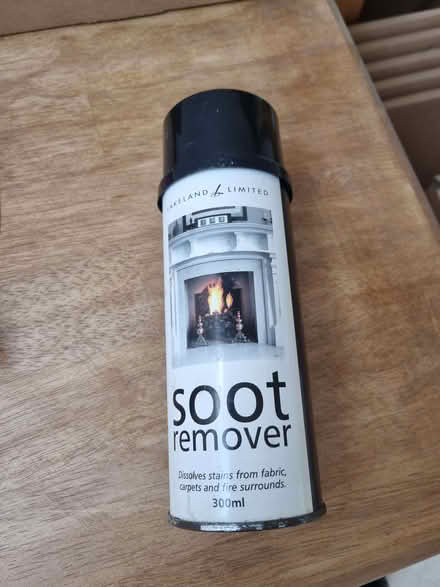 LAKELAND LIMITED
soot
remover
Dissolves stains from fabric,
carpets and fire surrounds.
300ml